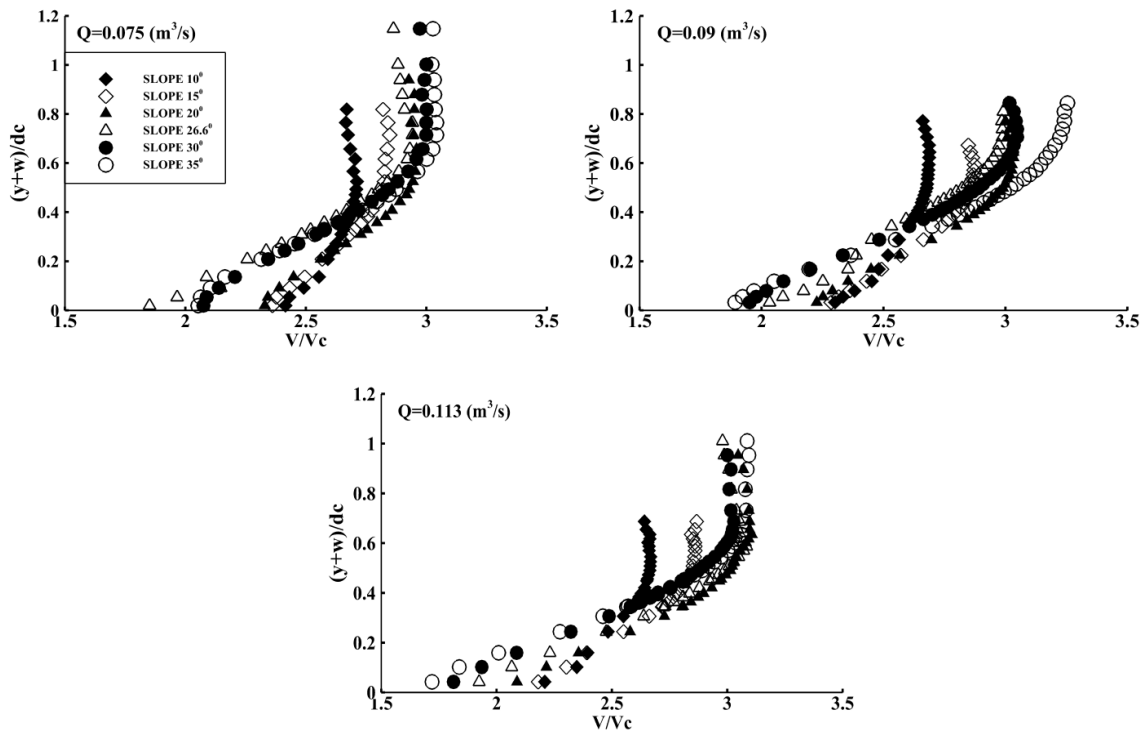 Q=0.075 (m³/s)
SLOPE 10⁰
SLOPE 15⁰
SLOPE 20⁰
SLOPE 26.6⁰
SLOPE 30⁰
SLOPE 35⁰
1.2
1
0.8
0.6
0.4
0.2
0
(y+w)/dc
1.5
2
2.5
3
3.5
V/Vc
Q=0.09 (m³/s)
1.2
1
0.8
0.6
0.4
0.2
0
(y+w)/dc
1.5
2
2.5
3
3.5
V/Vc
Q=0.113 (m³/s)
1.2
1
0.8
0.6
0.4
0.2
0
(y+w)/dc
1.5
2
2.5
3
3.5
V/Vc